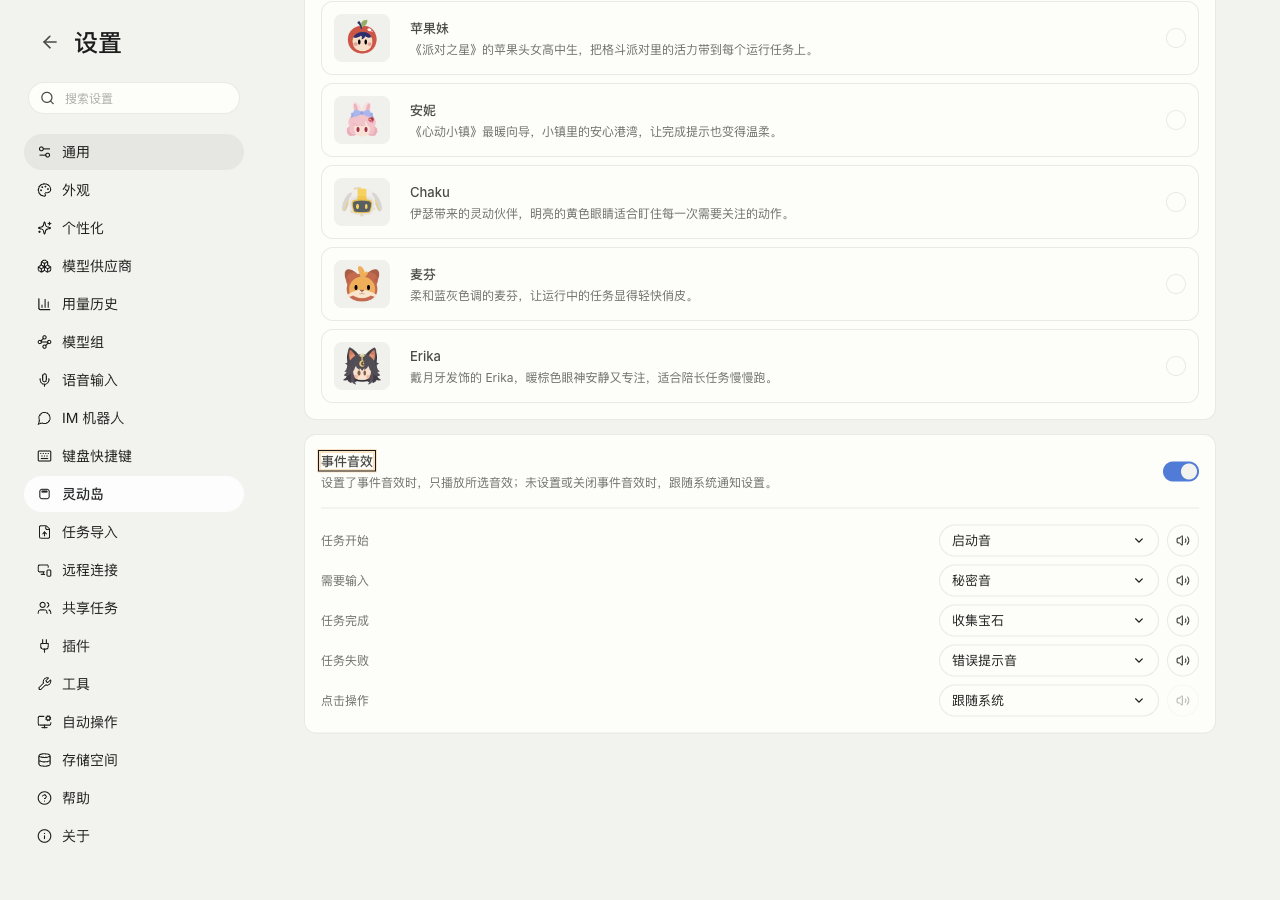 设置
搜索设置
通用
外观
个性化
模型供应商
用量历史
模型组
语音输入
IM 机器人
键盘快捷键
灵动岛
任务导入
远程连接
共享任务
插件
工具
自动操作
存储空间
帮助
关于
苹果妹
《派对之星》的苹果头女高中生，把格斗派对里的活力带到每个运行任务上。
安妮
《心动小镇》最暖向导，小镇里的安心港湾，让完成提示也变得温柔。
Chaku
伊瑟带来的灵动伙伴，明亮的黄色眼睛适合盯住每一次需要关注的动作。
麦芬
柔和蓝灰色调的麦芬，让运行中的任务显得轻快俏皮。
Erika
戴月牙发饰的 Erika，暖棕色眼神安静又专注，适合陪长任务慢慢跑。
事件音效
设置了事件音效时，只播放所选音效；未设置或关闭事件音效时，跟随系统通知设置。
任务开始
启动音
需要输入
秘密音
任务完成
收集宝石
任务失败
错误提示音
点击操作
跟随系统